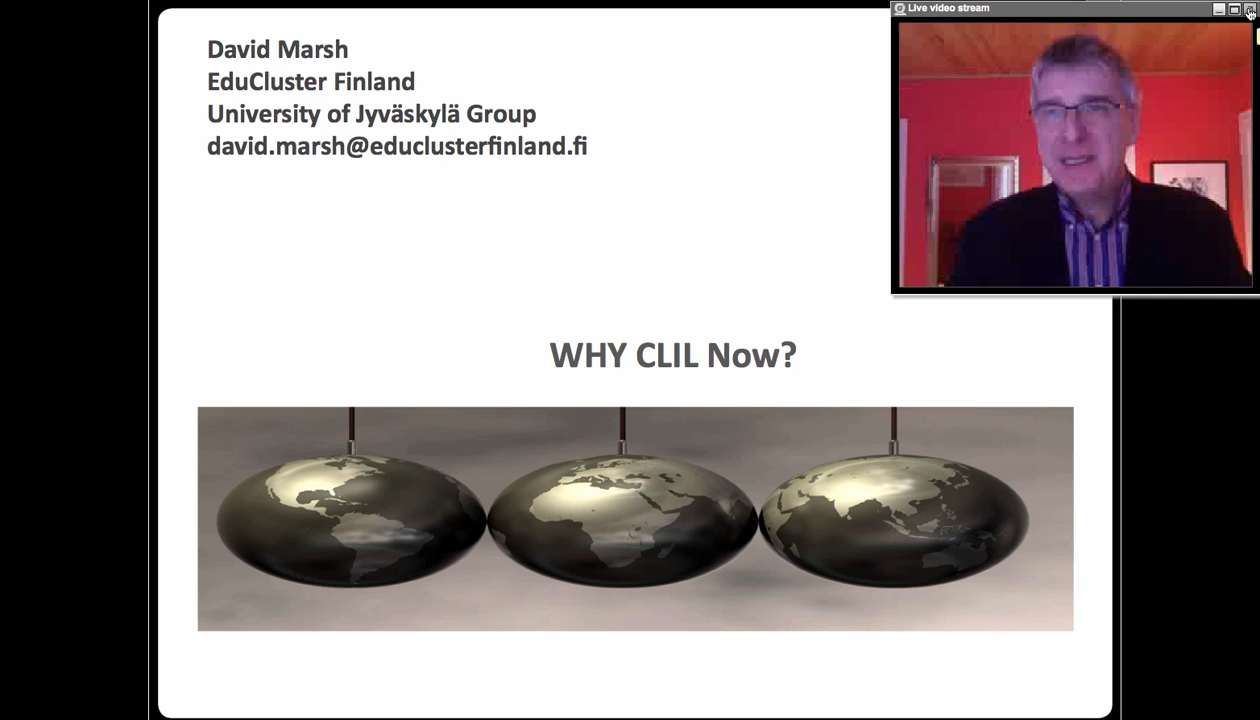 Live video stream
David Marsh
EduCluster Finland
University of Jyväskylä Group
david.marsh@educlusterfinland.fi
WHY CLIL Now?